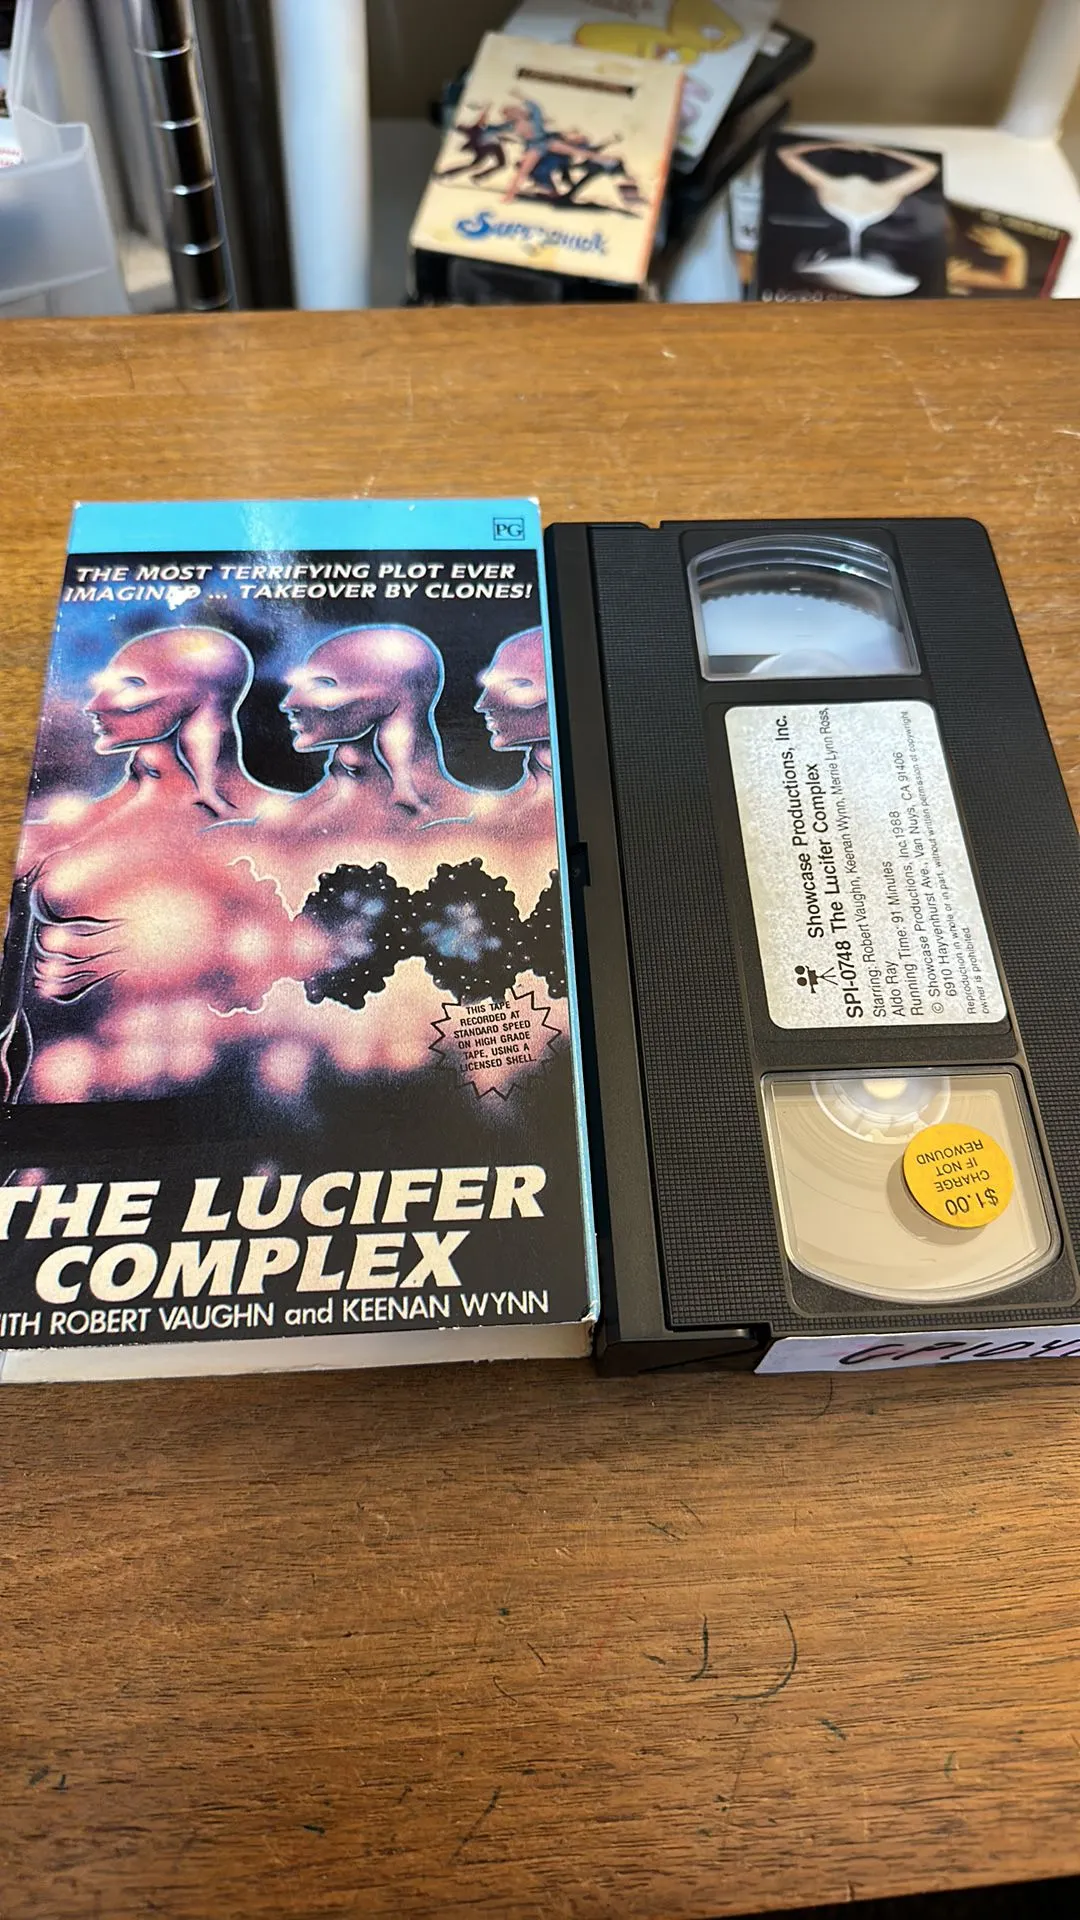 PG
THE MOST TERRIFYING PLOT EVER
IMAGINED ... TAKEOVER BY CLONES!
THIS TAPE
RECORDED AT
STANDARD SPEED
ON HIGH GRADE
TAPE, USING A
LICENSED SHELL.
THE LUCIFER
COMPLEX
WITH ROBERT VAUGHN and KEENAN WYNN
Showcase Productions, Inc.
SPI-0748 The Lucifer Complex
Starring: Robert Vaughn, Keenan Wynn, Merrie Lynn Ross,
Aldo Ray
Running Time: 91 Minutes
© Showcase Productions, Inc 1988
6910 Hayvenhurst Ave., Van Nuys, CA 91406
Reproduction in whole or in part, without written permission of copyright
owner is prohibited.
$1.00
CHARGE
IF NOT
REWOUND